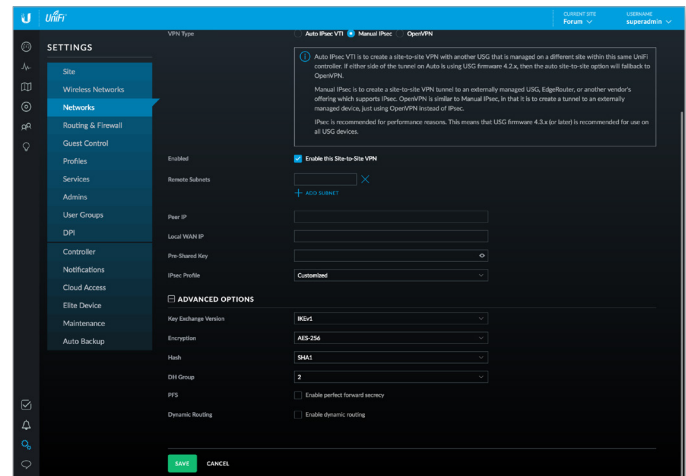 U UniFi
CURRENT SITE
Forum
USERNAME
superadmin
SETTINGS
Site
Wireless Networks
Networks
Routing & Firewall
Guest Control
Profiles
Services
Admins
User Groups
DPI
Controller
Notifications
Cloud Access
Elite Device
Maintenance
Auto Backup
VPN Type Auto IPsec VTI Manual IPsec OpenVPN
Auto IPsec VTI is to create a site-to-site VPN with another USG that is managed on a different site within this same UniFi
controller. If either side of the tunnel on Auto is using USG firmware 4.2.x, then the auto site-to-site option will fallback to
OpenVPN.
Manual IPsec is to create a site-to-site VPN tunnel to an externally managed USG, EdgeRouter, or another vendor's
offering which supports IPsec. OpenVPN is similar to Manual IPsec, in that it is to create a tunnel to an externally
managed device, just using OpenVPN instead of IPsec.
IPsec is recommended for performance reasons. This means that USG firmware 4.3.x (or later) is recommended for use on
all USG devices.
Enabled Enable this Site-to-Site VPN
Remote Subnets
ADD SUBNET
Peer IP
Local WAN IP
Pre-Shared Key
IPsec Profile Customized
ADVANCED OPTIONS
Key Exchange Version IKEv1
Encryption AES-256
Hash SHA1
DH Group 2
PFS Enable perfect forward secrecy
Dynamic Routing Enable dynamic routing
SAVE CANCEL